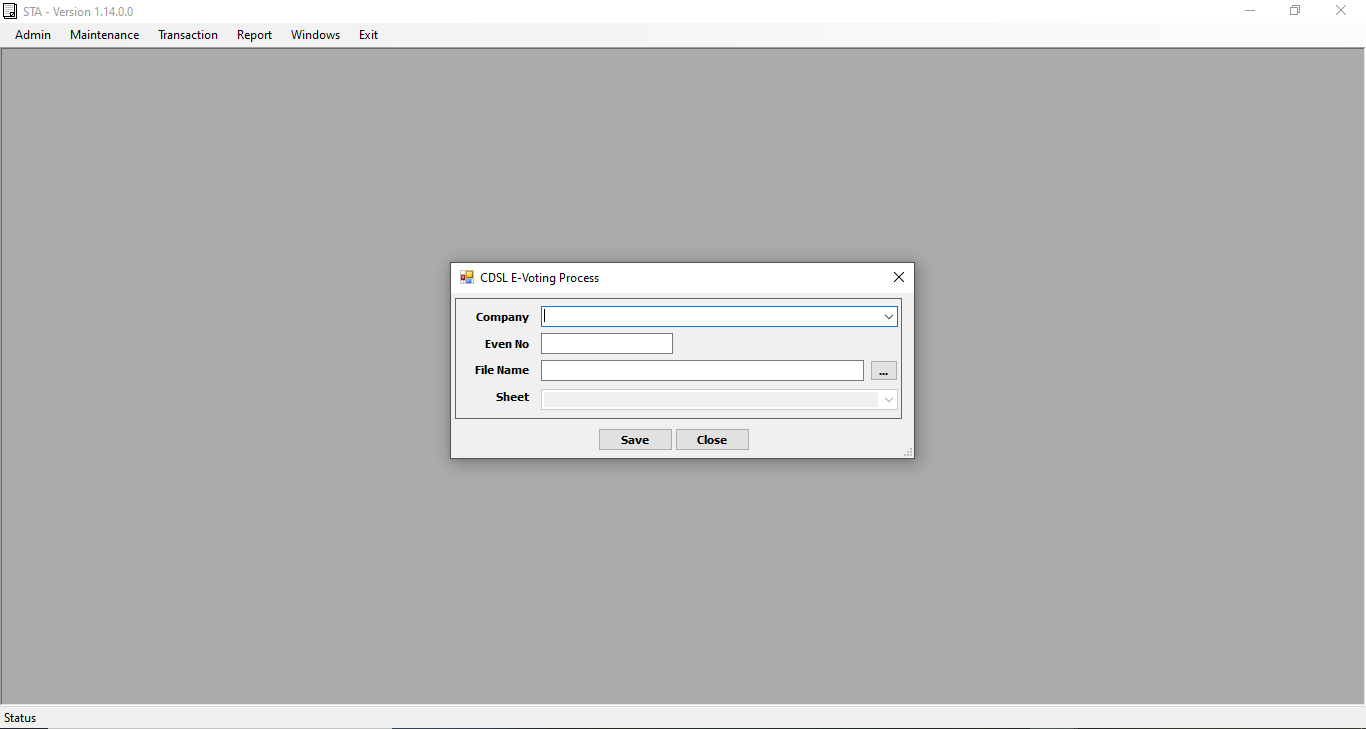 STA - Version 1.14.0.0
Admin Maintenance Transaction Report Windows Exit
CDSL E-Voting Process
Company
Even No
File Name ...
Sheet
Save Close
Status